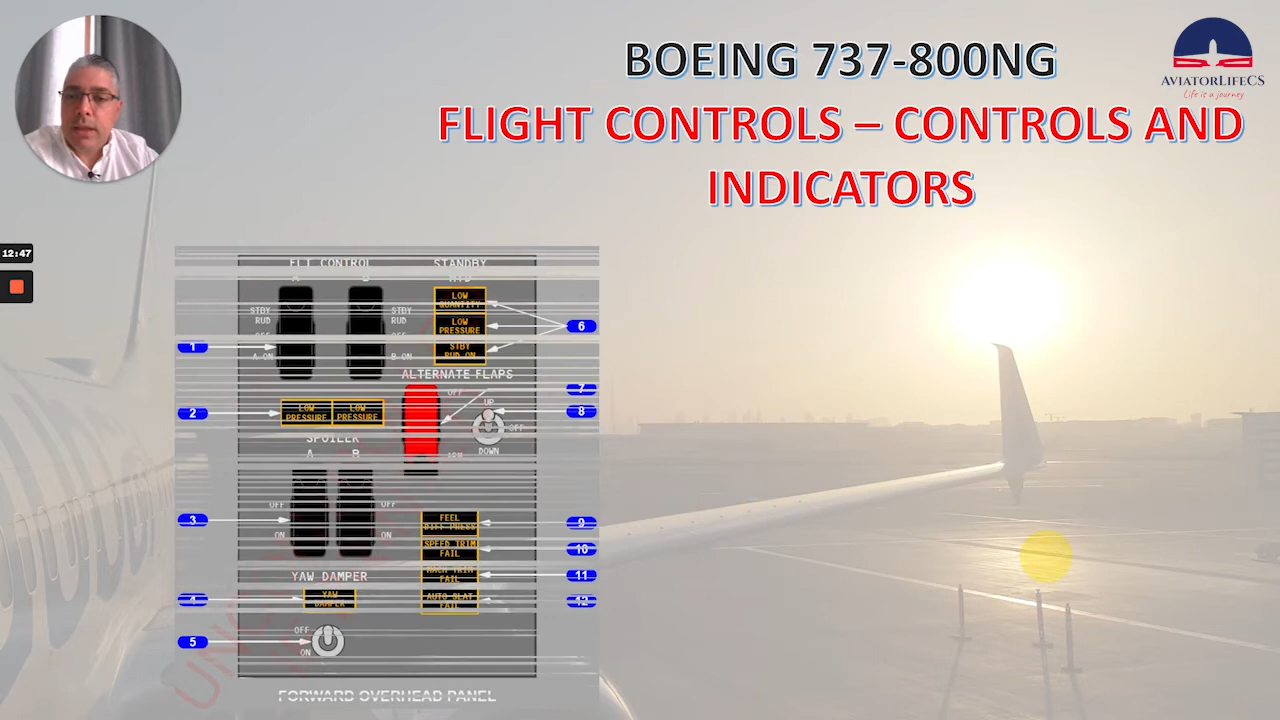 BOEING 737-800NG
FLIGHT CONTROLS – CONTROLS AND
INDICATORS
AVIATORLIFECS
Life is a journey
12:47
FLT CONTROL
STANDBY
STBY
RUD
STBY
RUD
A ON
B ON
LOW
QUANTITY
LOW
PRESSURE
STBY
RUD ON
1
6
ALTERNATE FLAPS
OFF
UP
OFF
DOWN
7
8
2
LOW
PRESSURE
LOW
PRESSURE
SPOILER
A B
OFF
OFF
ON
ON
3
FEEL
DIFF PRESS
SPEED TRIM
FAIL
MACH TRIM
FAIL
AUTO SLAT
FAIL
9
10
11
12
YAW DAMPER
YAW
DAMPER
4
OFF
ON
5
FORWARD OVERHEAD PANEL